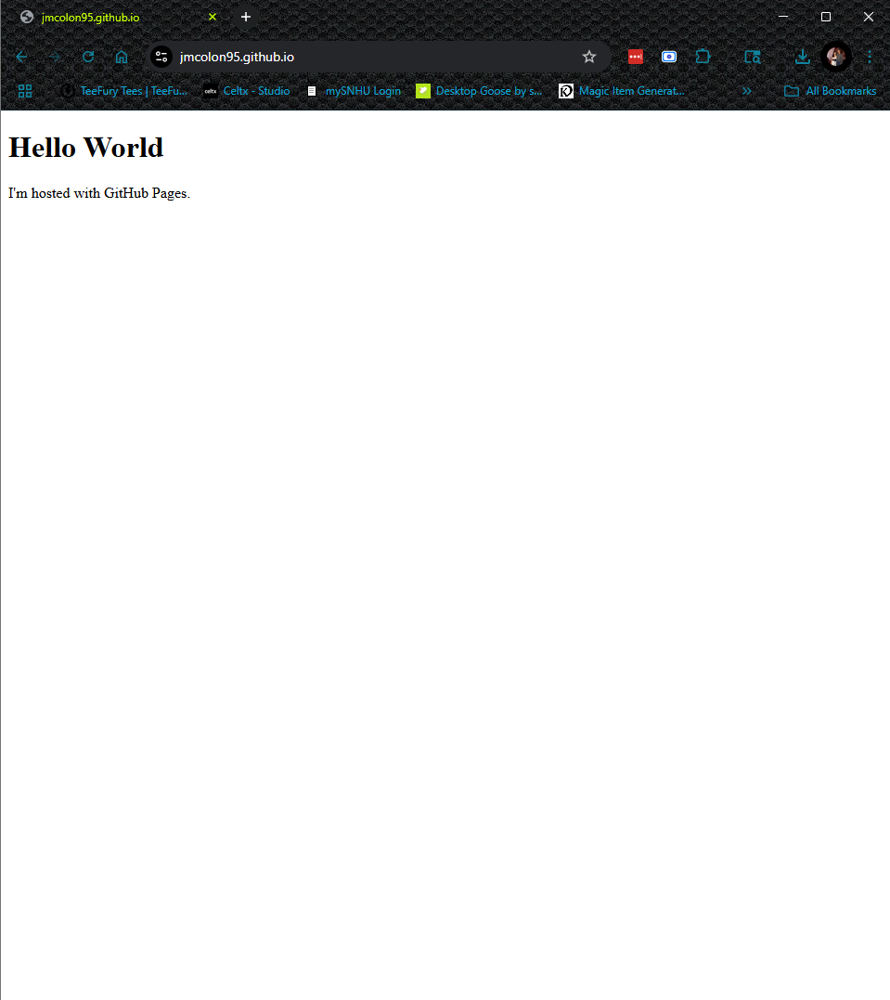 jmcolon95.github.io
jmcolon95.github.io
TeeFury Tees | TeeFu... celtx Celtx - Studio mySNHU Login Desktop Goose by s... Magic Item Generat... All Bookmarks
Hello World
I'm hosted with GitHub Pages.